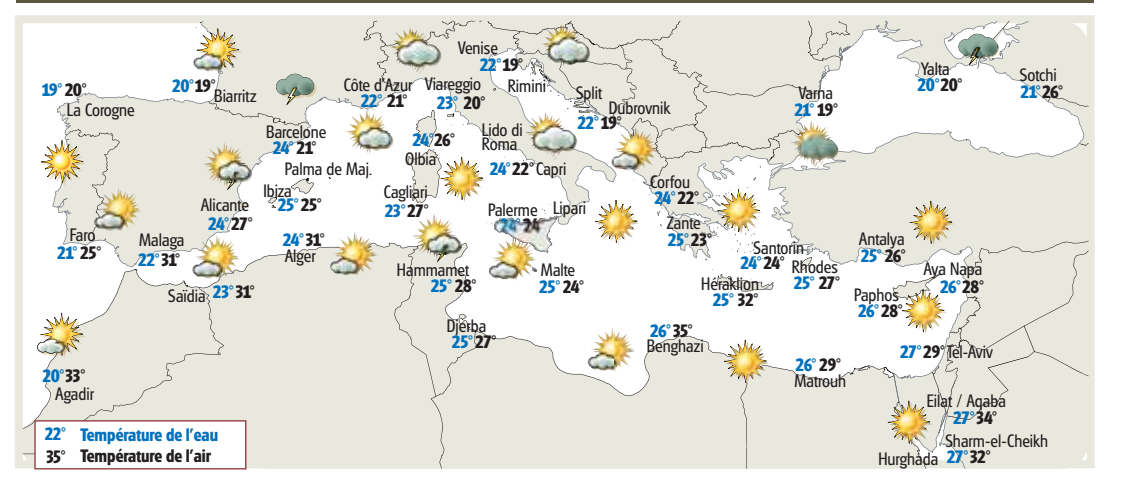 Venise
22° 19°
Rimini
Yalta
20° 20°
Sotchi
21° 26°
19° 20°
La Corogne
20° 19°
Biarritz
Côte d'Azur
22° 21°
Viareggio
23° 20°
Split
22° 19°
Dubrovnik
Varna
21° 19°
Barcelone
24° 21°
24° 26°
Olbia
Lido di
Roma
24° 22° Capri
Palma de Maj.
Ibiza
25° 25°
Cagliari
23° 27°
Corfou
24° 22°
Alicante
24° 27°
Palerme
24° 24°
Lipari
Zante
25° 23°
Faro
21° 25°
Malaga
22° 31°
24° 31°
Alger
Santorin
24° 24°
Antalya
25° 26°
Hammamet
25° 28°
Malte
25° 24°
Héraklion
25° 32°
Rhodes
25° 27°
Aya Napa
26° 28°
Saïdia 23° 31°
Paphos
26° 28°
Djerba
25° 27°
26° 35°
Benghazi
27° 29° Tel-Aviv
20° 33°
Agadir
26° 29°
Matrouh
Eilat / Aqaba
27° 34°
Sharm-el-Cheikh
27° 32°
Hurghada
22° Température de l'eau
35° Température de l'air